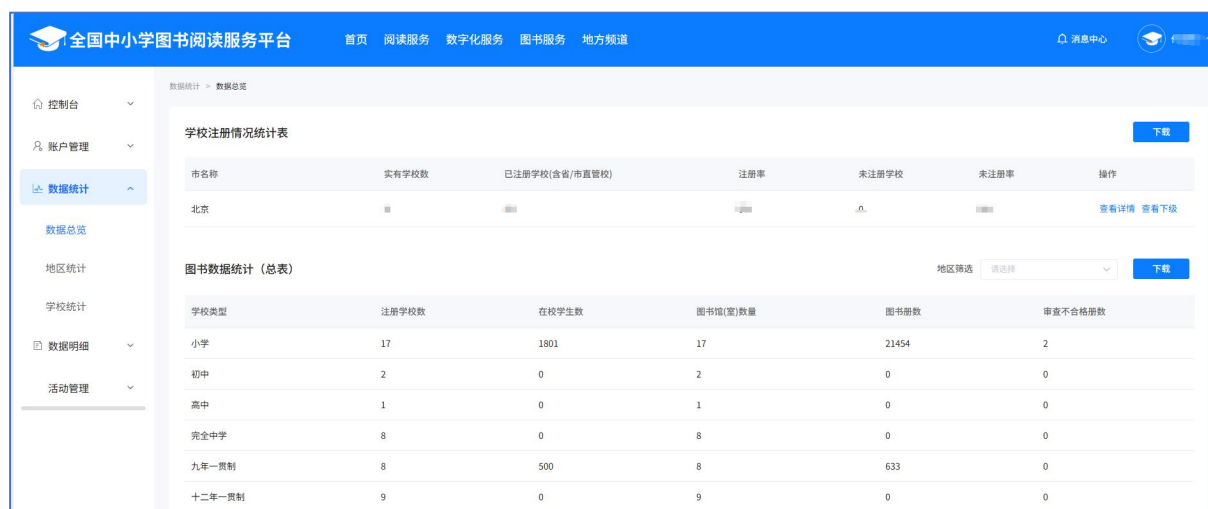 全国中小学图书阅读服务平台 首页 阅读服务 数字化服务 图书服务 地方频道 消息中心
数据统计 > 数据总览
控制台
账户管理
数据统计
数据总览
地区统计
学校统计
数据明细
活动管理
学校注册情况统计表 下载
市名称 实有学校数 已注册学校(含省/市直管校) 注册率 未注册学校 未注册率 操作
北京 查看详情 查看下级
图书数据统计（总表） 地区筛选 请选择 下载
学校类型 注册学校数 在校学生数 图书馆(室)数量 图书册数 审查不合格册数
小学 17 1801 17 21454 2
初中 2 0 2 0 0
高中 1 0 1 0 0
完全中学 8 0 8 0 0
九年一贯制 8 500 8 633 0
十二年一贯制 9 0 9 0 0